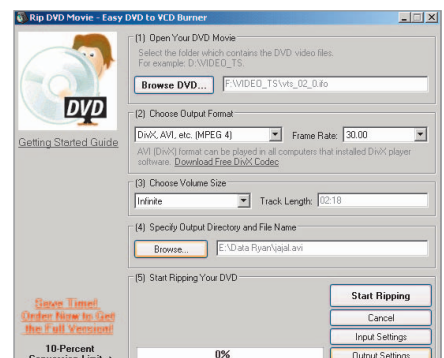 Rip DVD Movie - Easy DVD to VCD Burner
(1) Open Your DVD Movie
Select the folder which contains the DVD video files.
For example: D:\VIDEO_TS.
Browse DVD...
F:\VIDEO_TS\vts_02_0.ifo
DVD
Getting Started Guide
(2) Choose Output Format
DivX, AVI, etc. (MPEG 4)
Frame Rate: 30.00
AVI (DivX) format can be played in all computers that installed DivX player
software. Download Free DivX Codec
(3) Choose Volume Size
Infinite
Track Length: 02:18
(4) Specify Output Directory and File Name
Browse...
E:\Data Ryan\jajal.avi
(5) Start Ripping Your DVD
Start Ripping
Cancel
Input Settings
Output Settings
Save Time!
Order Now to Get
the Full Version!
10-Percent
Conversion Limit ->
0%